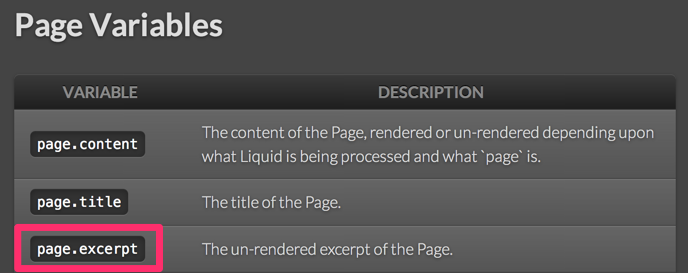 Page Variables
VARIABLE DESCRIPTION
page.content The content of the Page, rendered or un-rendered depending upon
what Liquid is being processed and what `page` is.
page.title The title of the Page.
page.excerpt The un-rendered excerpt of the Page.